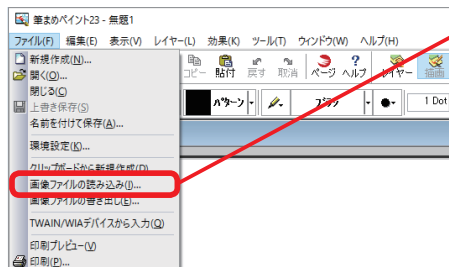 筆まめペイント23 - 無題1
ファイル(F) 編集(E) 表示(V) レイヤー(L) 効果(K) ツール(T) ウインドウ(W) ヘルプ(H)
新規作成(N)...
開く(O)...
閉じる(C)
上書き保存(S)
名前を付けて保存(A)...
環境設定(K)...
クリップボードから新規作成(D)
画像ファイルの読み込み(I)...
画像ファイルの書き出し(E)...
TWAIN/WIAデバイスから入力(Q)
印刷プレビュー(V)
印刷(P)...
コピー 貼付 戻す 取消 ページ ヘルプ レイヤー 描画
パターン ブラシ 1 Dot